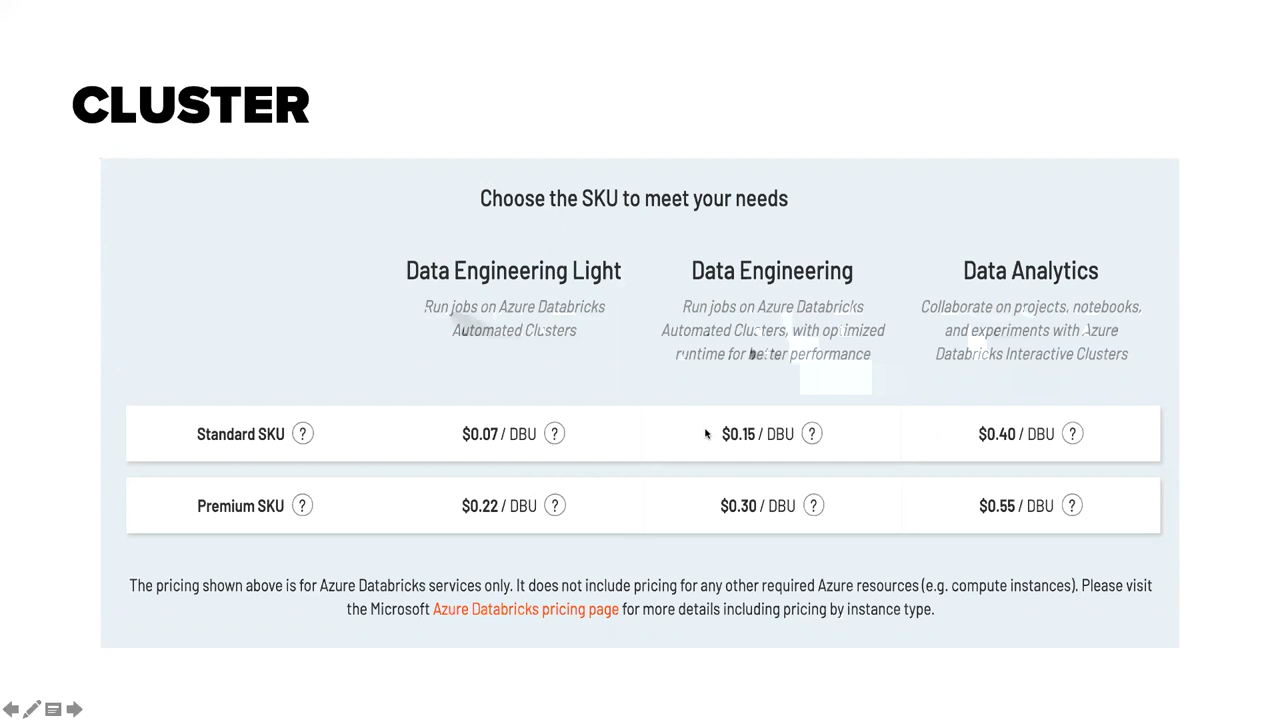 CLUSTER
Choose the SKU to meet your needs
Data Engineering Light
Run jobs on Azure Databricks
Automated Clusters
Data Engineering
Run jobs on Azure Databricks
Automated Clusters, with optimized
runtime for better performance
Data Analytics
Collaborate on projects, notebooks,
and experiments with Azure
Databricks Interactive Clusters
Standard SKU ? $0.07 / DBU ? $0.15 / DBU ? $0.40 / DBU ?
Premium SKU ? $0.22 / DBU ? $0.30 / DBU ? $0.55 / DBU ?
The pricing shown above is for Azure Databricks services only. It does not include pricing for any other required Azure resources (e.g. compute instances). Please visit
the Microsoft Azure Databricks pricing page for more details including pricing by instance type.